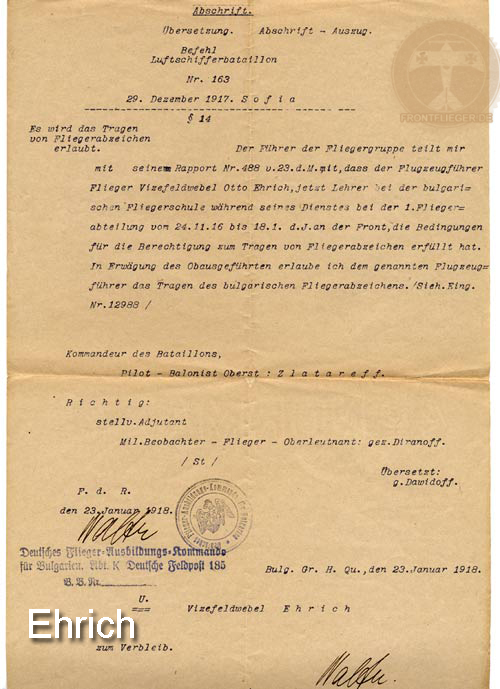 Abschrift.
FRONTFLIEGER.DE
Übersetzung. Abschrift - Auszug.
Befehl
Luftschifferbataillon
Nr. 163
29. Dezember 1917. S o f i a
§ 14
Es wird das Tragen
von Fliegerabzeichen
erlaubt. Der Führer der Fliegergruppe teilt mir
mit seinem Rapport Nr.488 v.23.d.M.mit, dass der Flugzeugführer
Flieger Vizefeldwebel Otto Ehrich,jetzt Lehrer bei der bulgari=
schen Fliegerschule während seines Dienstes bei der 1.Flieger=
abteilung vom 24.11.16 bis 18.1. d.J.an der Front,die Bedingungen
für die Berechtigung zum Tragen von Fliegerabzeichen erfüllt hat.
In Erwägung des Obausgeführten erlaube ich dem genannten Flugzeug=
führer das Tragen des bulgarischen Fliegerabzeichens. /Sieh.Eing.
Nr.12988 /
Kommandeur des Bataillons,
Pilot - Balonist Oberst : Z l a t a r e f f.
R i c h t i g :
stellv.Adjutant
Mil.Beobachter - Flieger - Oberleutnant: gez.Diranoff.
/ St /
Übersetzt:
g.Dawidoff.
F. d. R.
den 23.Januar 1918.
Deutsches Flieger-Ausbildungs-Kommando
für Bulgarien. Abt. K Deutsche Feldpost 185
B.B.Nr.
Bulg. Gr. H. Qu.,den 23.Januar 1918.
U.
Vizefeldwebel E h r i c h
Ehrich
zum Verbleib.